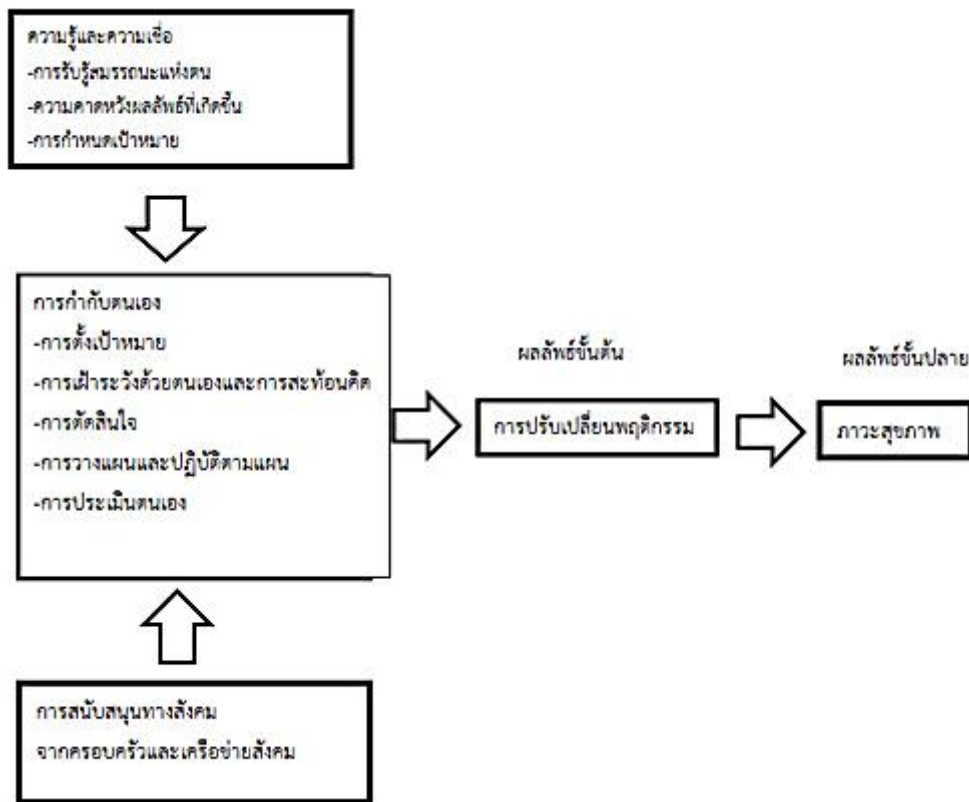 ความรู้และความเชื่อ
-การรับรู้สมรรถนะแห่งตน
-ความคาดหวังผลลัพธ์ที่เกิดขึ้น
-การกำหนดเป้าหมาย
การกำกับตนเอง
-การตั้งเป้าหมาย
-การเฝ้าระวังด้วยตนเองและการสะท้อนคิด
-การตัดสินใจ
-การวางแผนและปฏิบัติตามแผน
-การประเมินตนเอง
ผลลัพธ์ขั้นต้น
การปรับเปลี่ยนพฤติกรรม
ผลลัพธ์ขั้นปลาย
ภาวะสุขภาพ
การสนับสนุนทางสังคม
จากครอบครัวและเครือข่ายสังคม